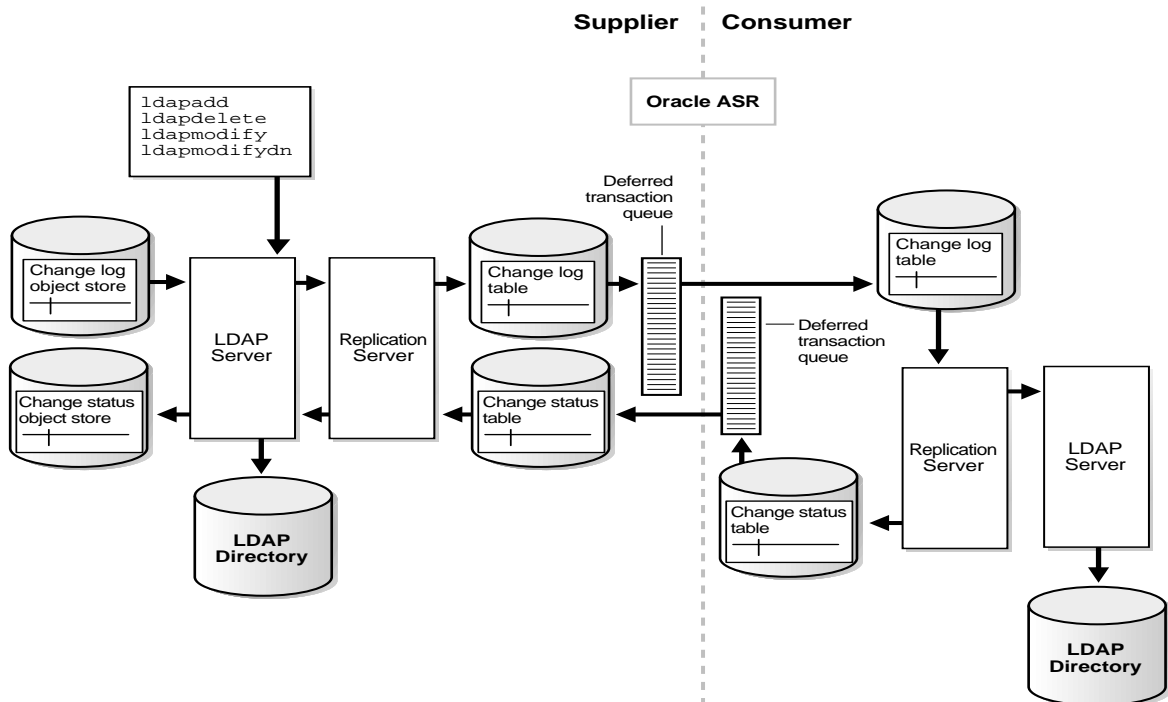 Supplier
Consumer
Oracle ASR
ldapadd
ldapdelete
ldapmodify
ldapmodifydn
Deferred
transaction
queue
Change log
object store
LDAP
Server
Replication
Server
Change log
table
Change log
table
Deferred
transaction
queue
Change status
object store
Change status
table
Replication
Server
LDAP
Server
Change status
table
LDAP
Directory
LDAP
Directory